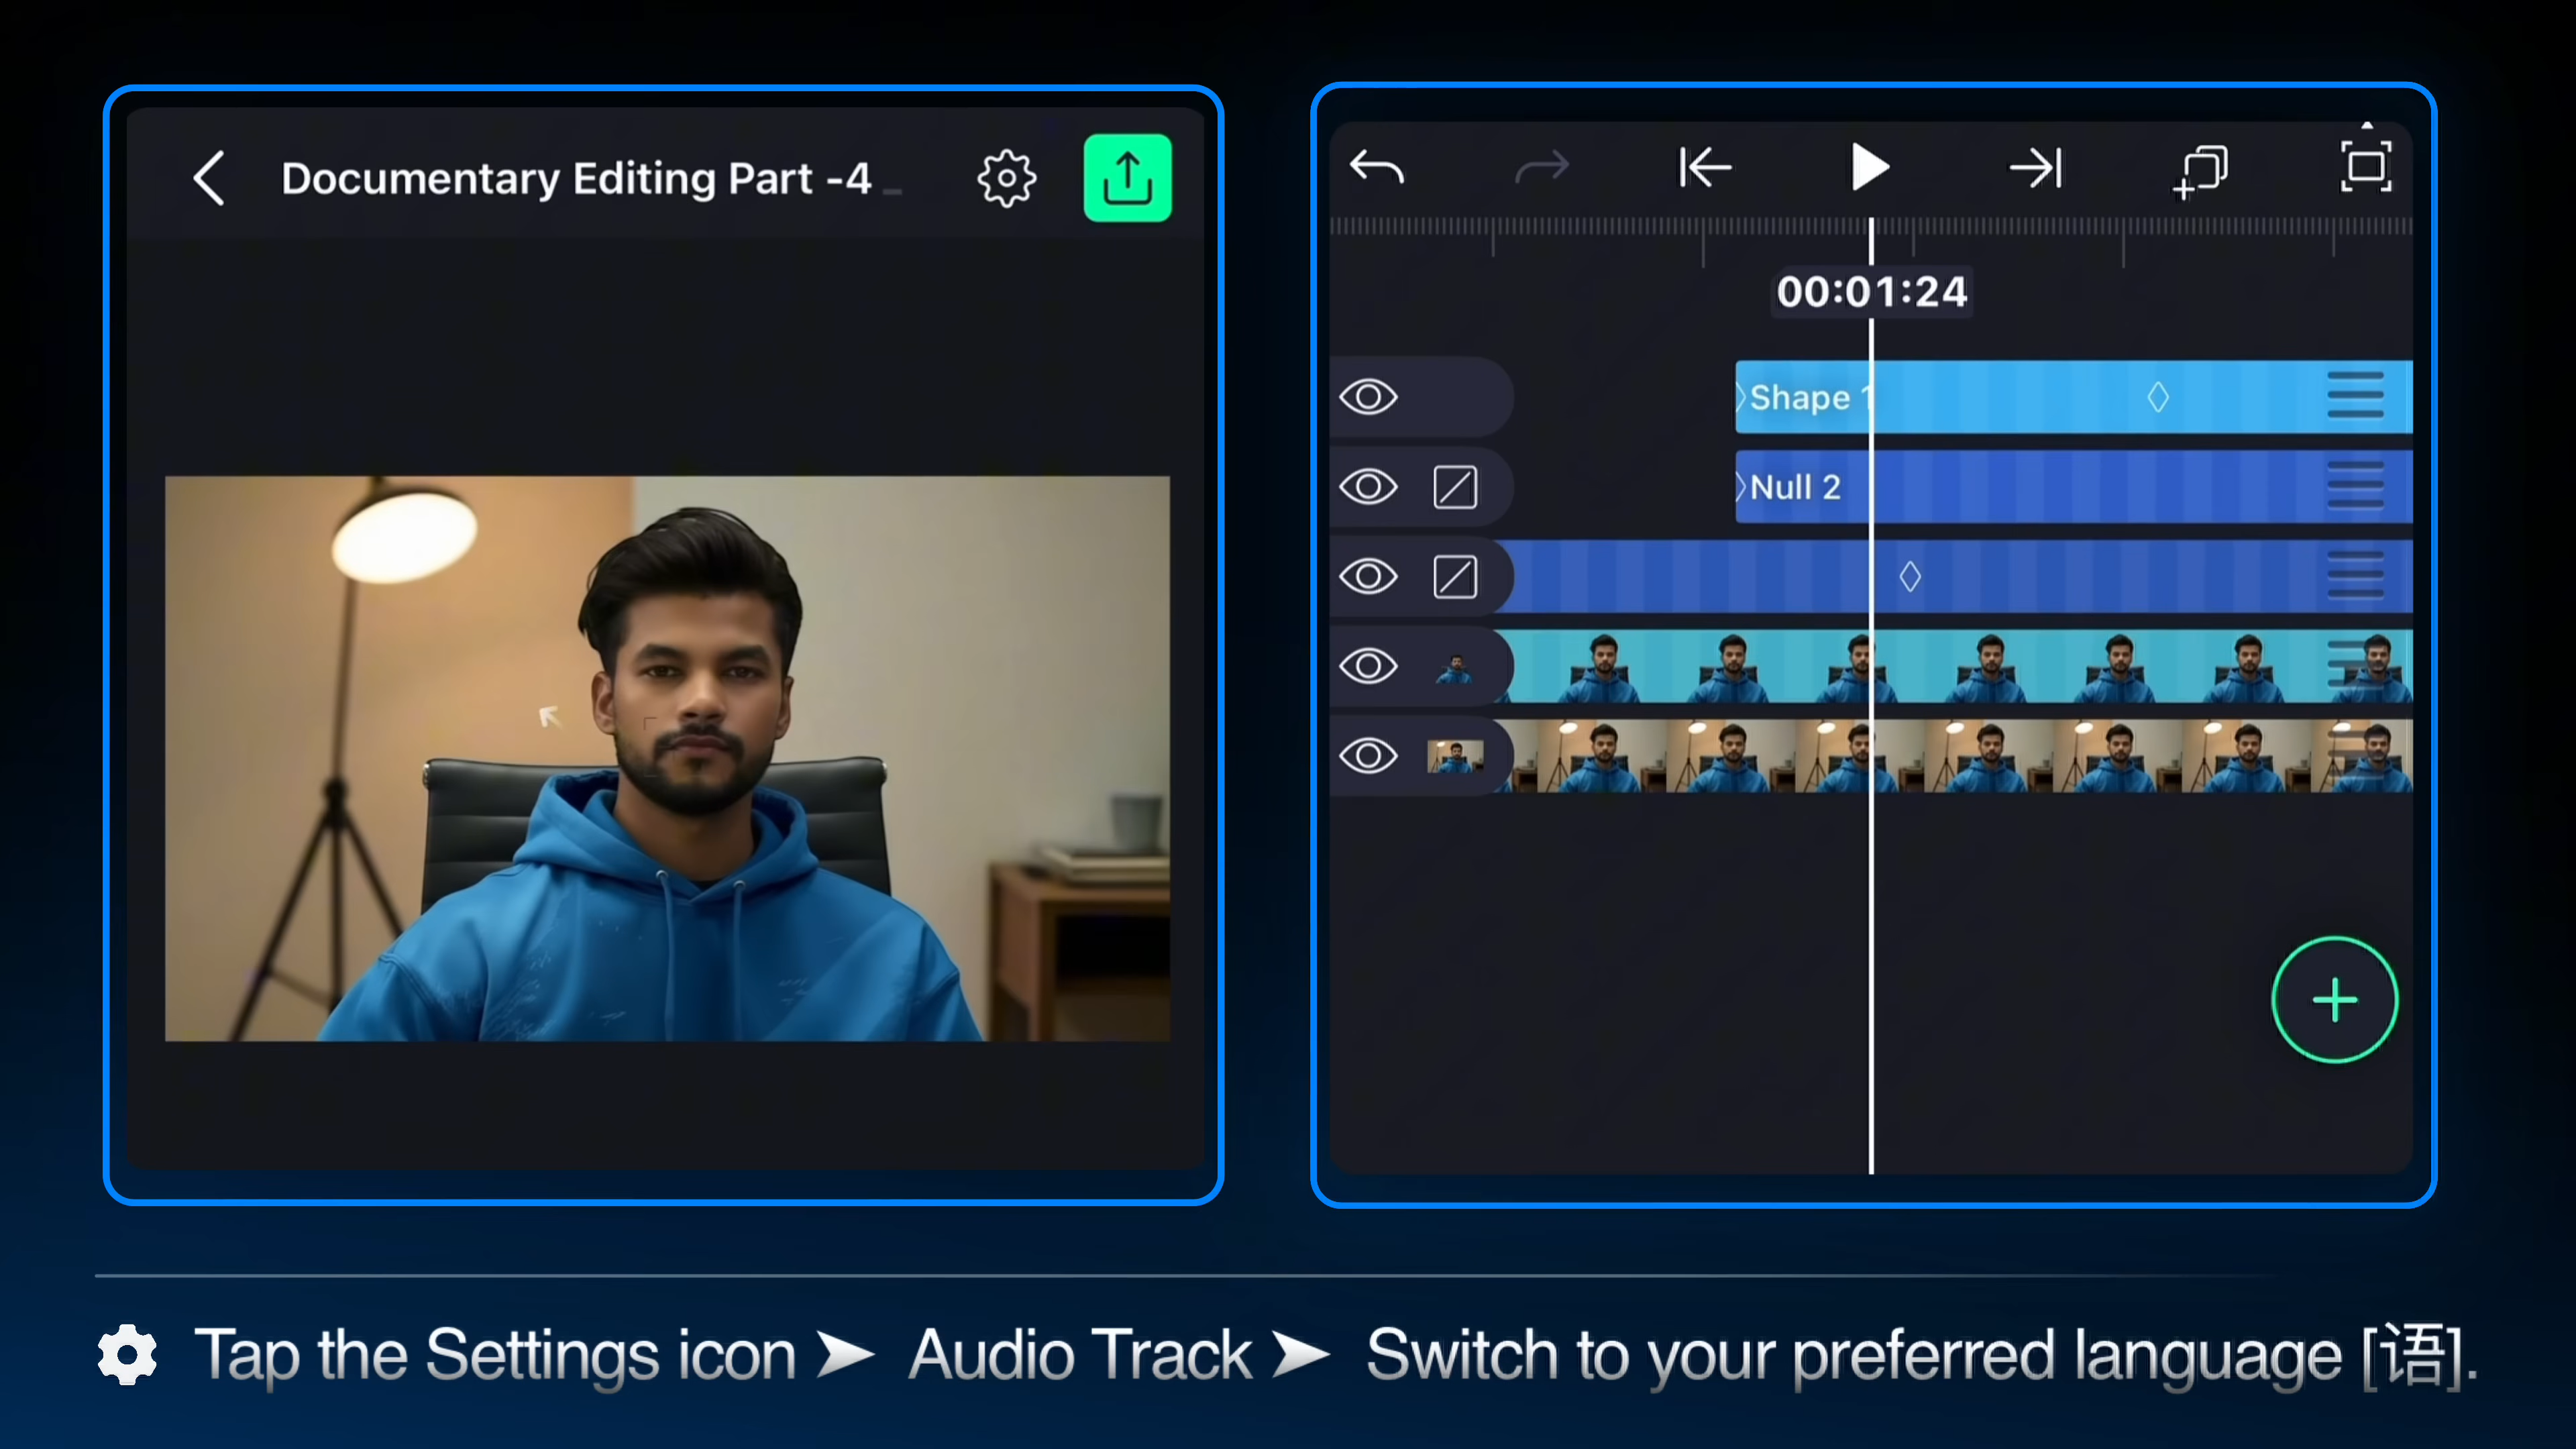 Documentary Editing Part -4
00:01:24
Shape 1
Null 2
Tap the Settings icon ➤ Audio Track ➤ Switch to your preferred language [语].